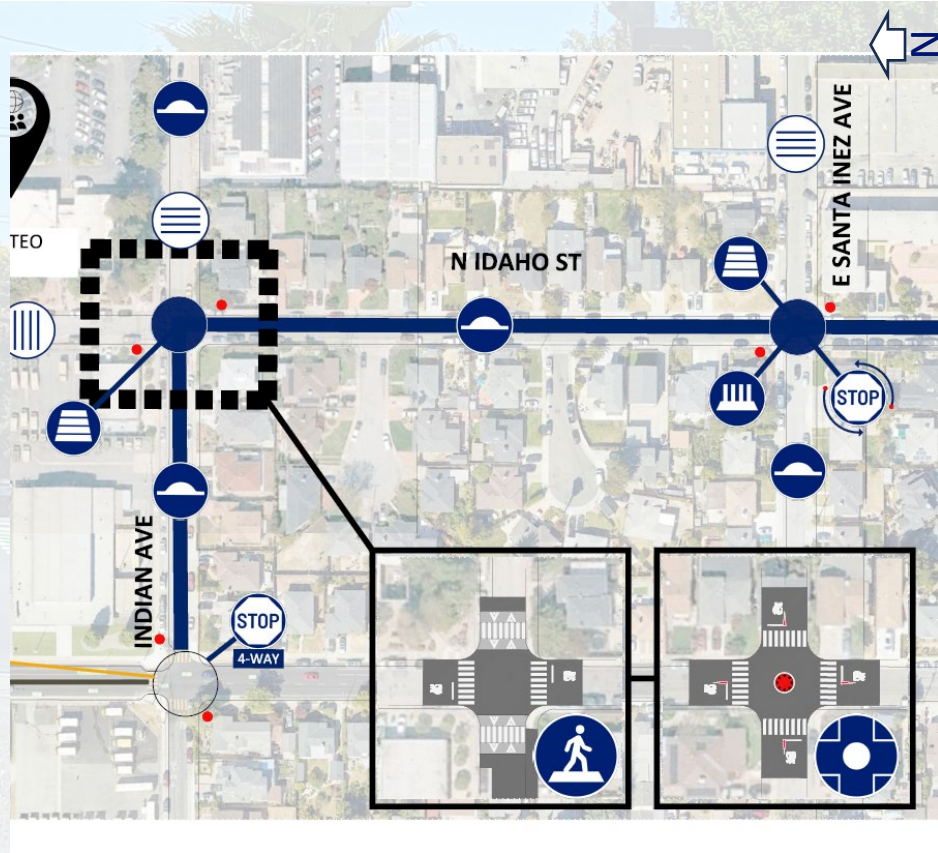 N
E SANTA INEZ AVE
TEO
N IDAHO ST
STOP
INDIAN AVE
STOP
4-WAY